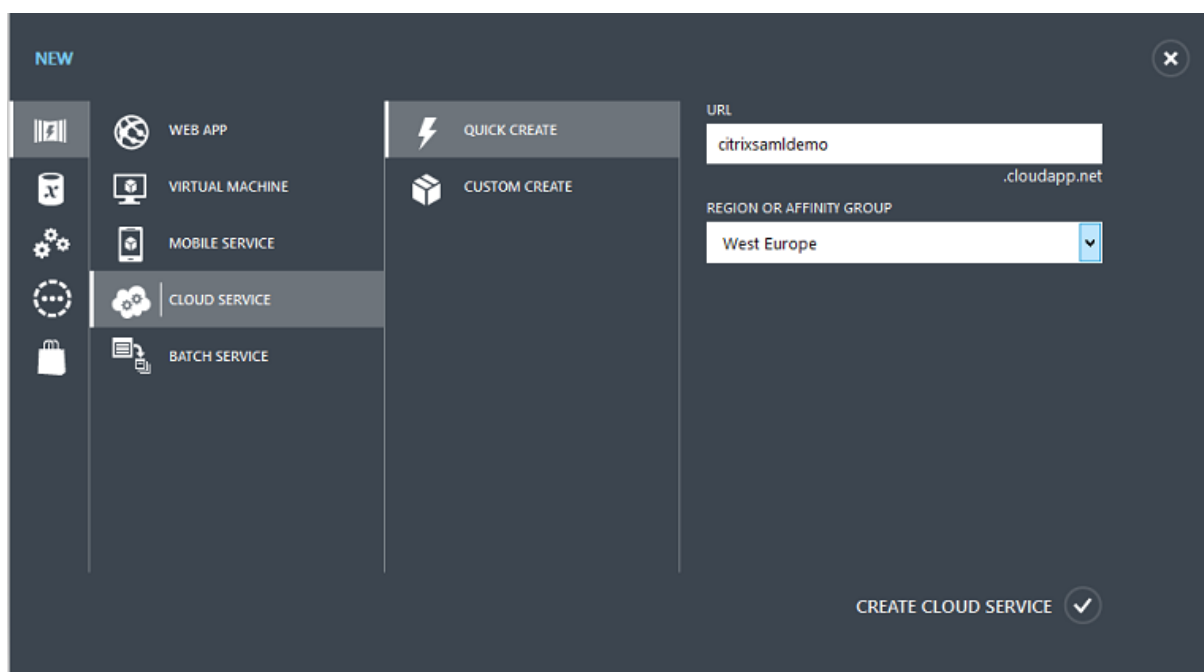 NEW
WEB APP
VIRTUAL MACHINE
MOBILE SERVICE
CLOUD SERVICE
BATCH SERVICE
QUICK CREATE
CUSTOM CREATE
URL
citrixsamldemo
.cloudapp.net
REGION OR AFFINITY GROUP
West Europe
CREATE CLOUD SERVICE